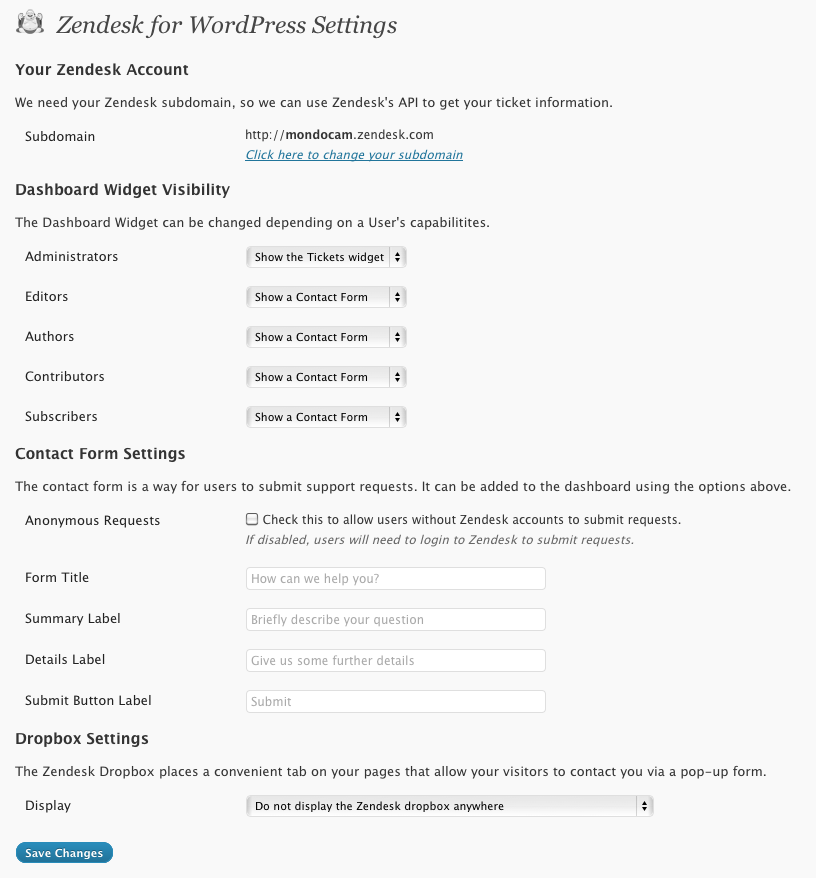 Zendesk for WordPress Settings
Your Zendesk Account
We need your Zendesk subdomain, so we can use Zendesk's API to get your ticket information.
Subdomain http://mondocam.zendesk.com
Click here to change your subdomain
Dashboard Widget Visibility
The Dashboard Widget can be changed depending on a User's capabilitites.
Administrators Show the Tickets widget
Editors Show a Contact Form
Authors Show a Contact Form
Contributors Show a Contact Form
Subscribers Show a Contact Form
Contact Form Settings
The contact form is a way for users to submit support requests. It can be added to the dashboard using the options above.
Anonymous Requests Check this to allow users without Zendesk accounts to submit requests.
If disabled, users will need to login to Zendesk to submit requests.
Form Title How can we help you?
Summary Label Briefly describe your question
Details Label Give us some further details
Submit Button Label Submit
Dropbox Settings
The Zendesk Dropbox places a convenient tab on your pages that allow your visitors to contact you via a pop-up form.
Display Do not display the Zendesk dropbox anywhere
Save Changes